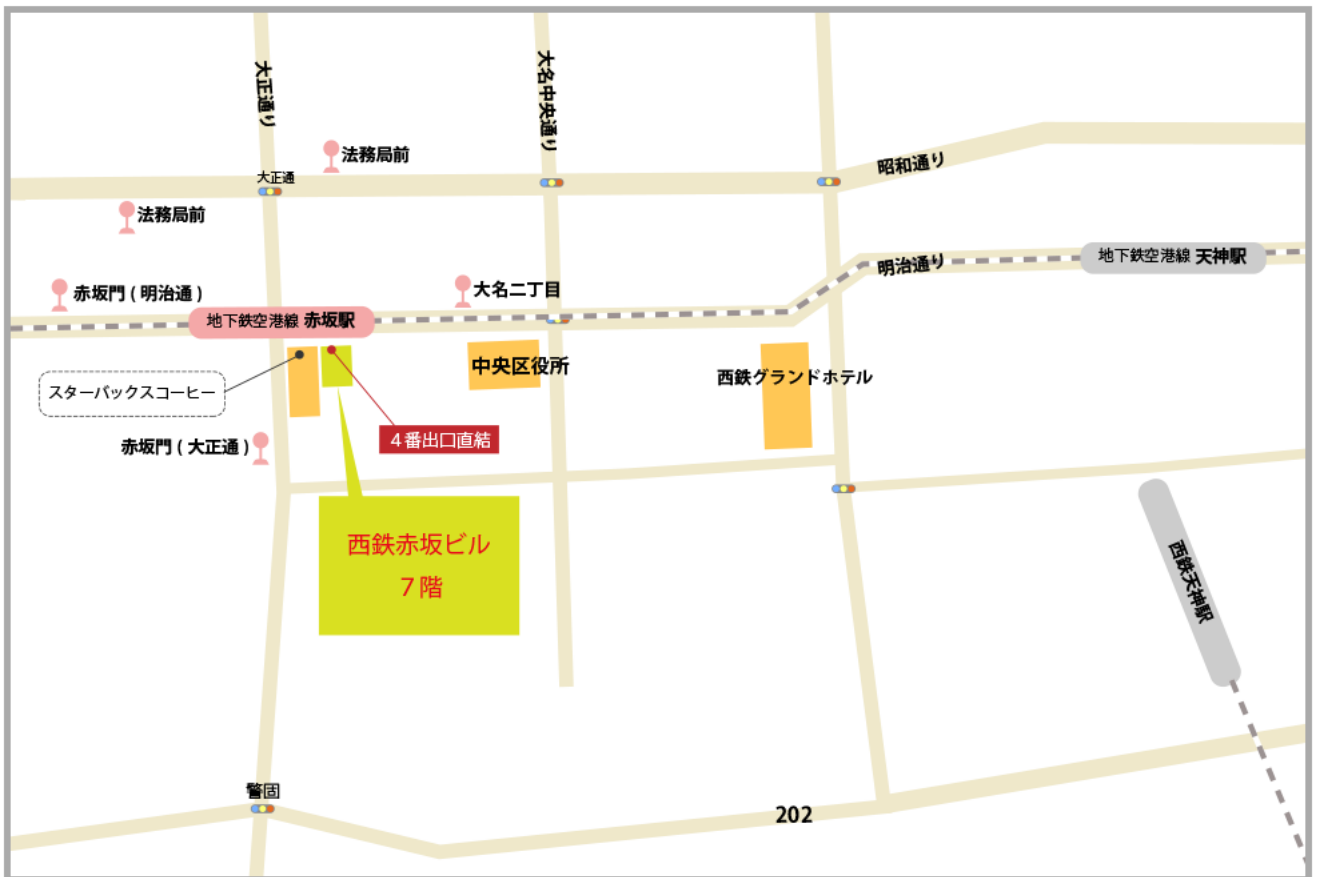 大正通り
大名中央通り
法務局前
昭和通り
大正通
法務局前
明治通り
地下鉄空港線 天神駅
赤坂門 ( 明治通 )
大名二丁目
地下鉄空港線 赤坂駅
中央区役所
西鉄グランドホテル
スターバックスコーヒー
4番出口直結
赤坂門 ( 大正通 )
西鉄赤坂ビル
7階
西鉄天神駅
警固
202